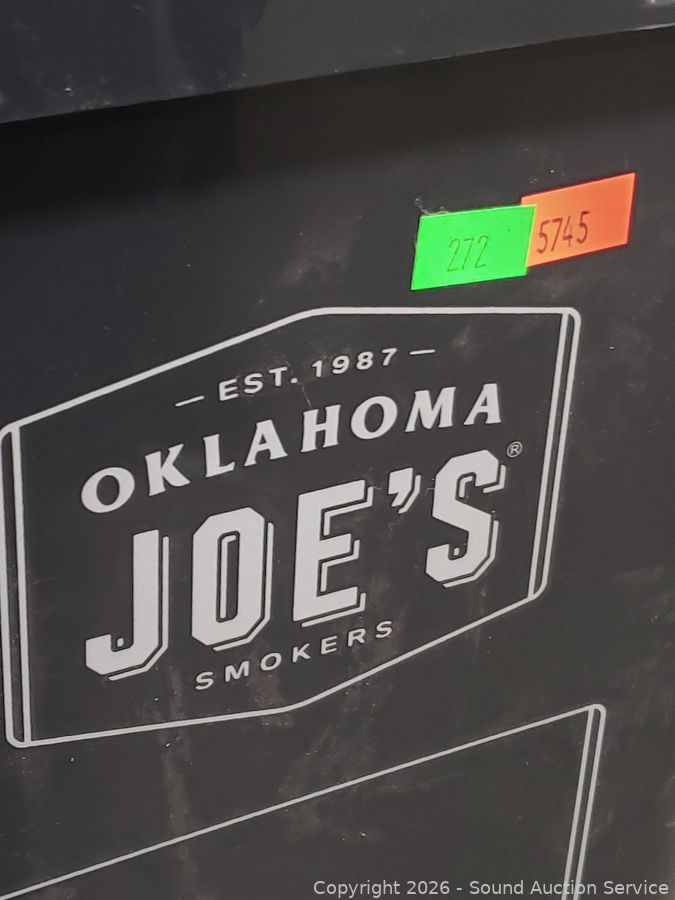 272
5745
— EST. 1987 —
OKLAHOMA
JOE'S®
SMOKERS
Copyright 2026 - Sound Auction Service